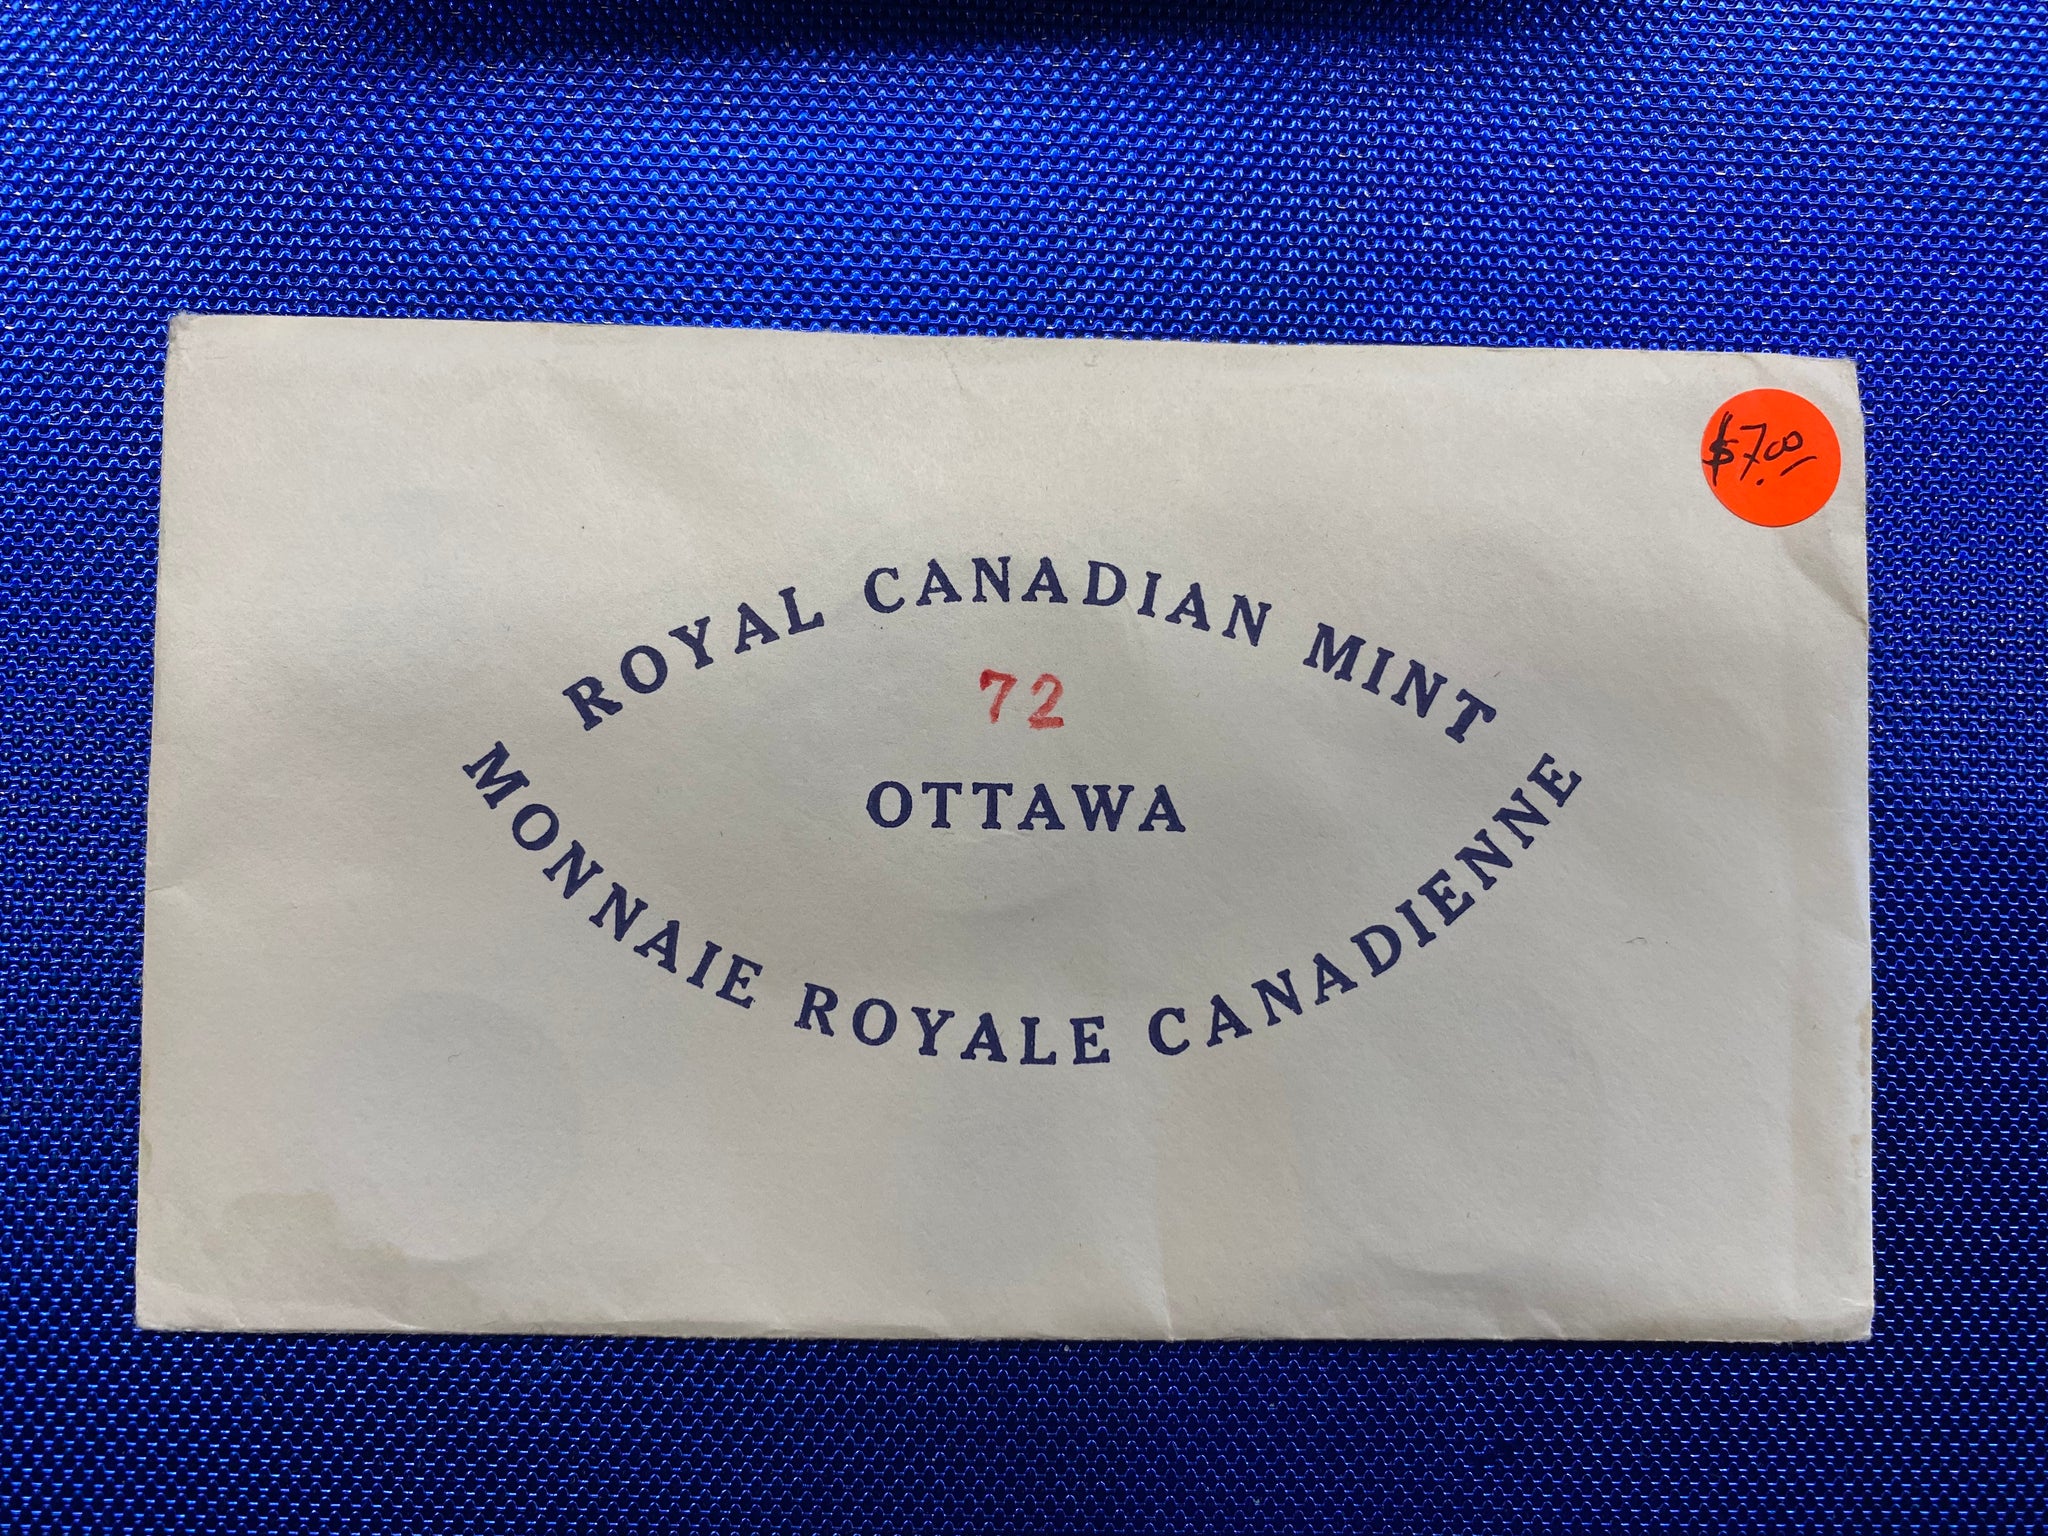 $7.00
ROYAL CANADIAN MINT
72
OTTAWA
MONNAIE ROYALE CANADIENNE